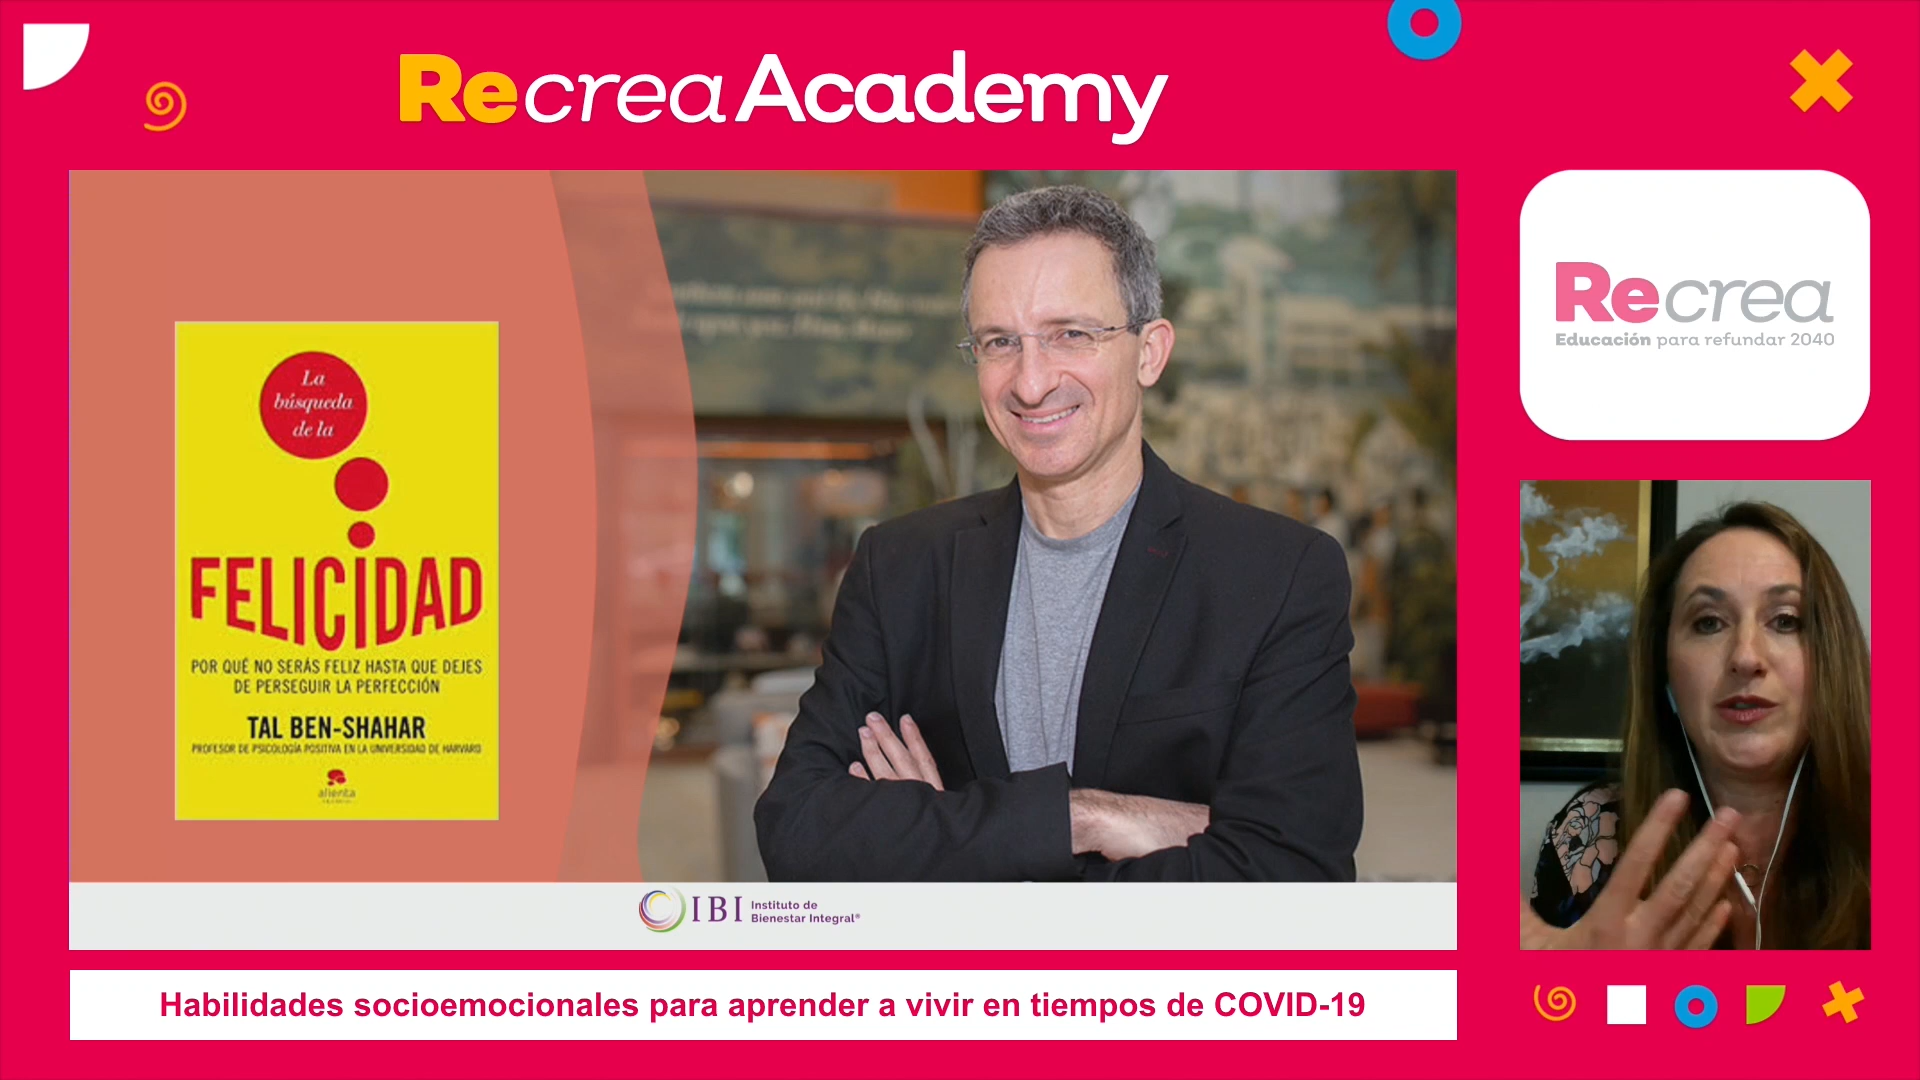 RecreaAcademy
Recrea
Educación para refundar 2040
La
búsqueda
de la
FELICIDAD
POR QUÉ NO SERÁS FELIZ HASTA QUE DEJES
DE PERSEGUIR LA PERFECCIÓN
TAL BEN-SHAHAR
PROFESOR DE PSICOLOGÍA POSITIVA EN LA UNIVERSIDAD DE HARVARD
alienta
IBI Instituto de
Bienestar Integral®
Habilidades socioemocionales para aprender a vivir en tiempos de COVID-19